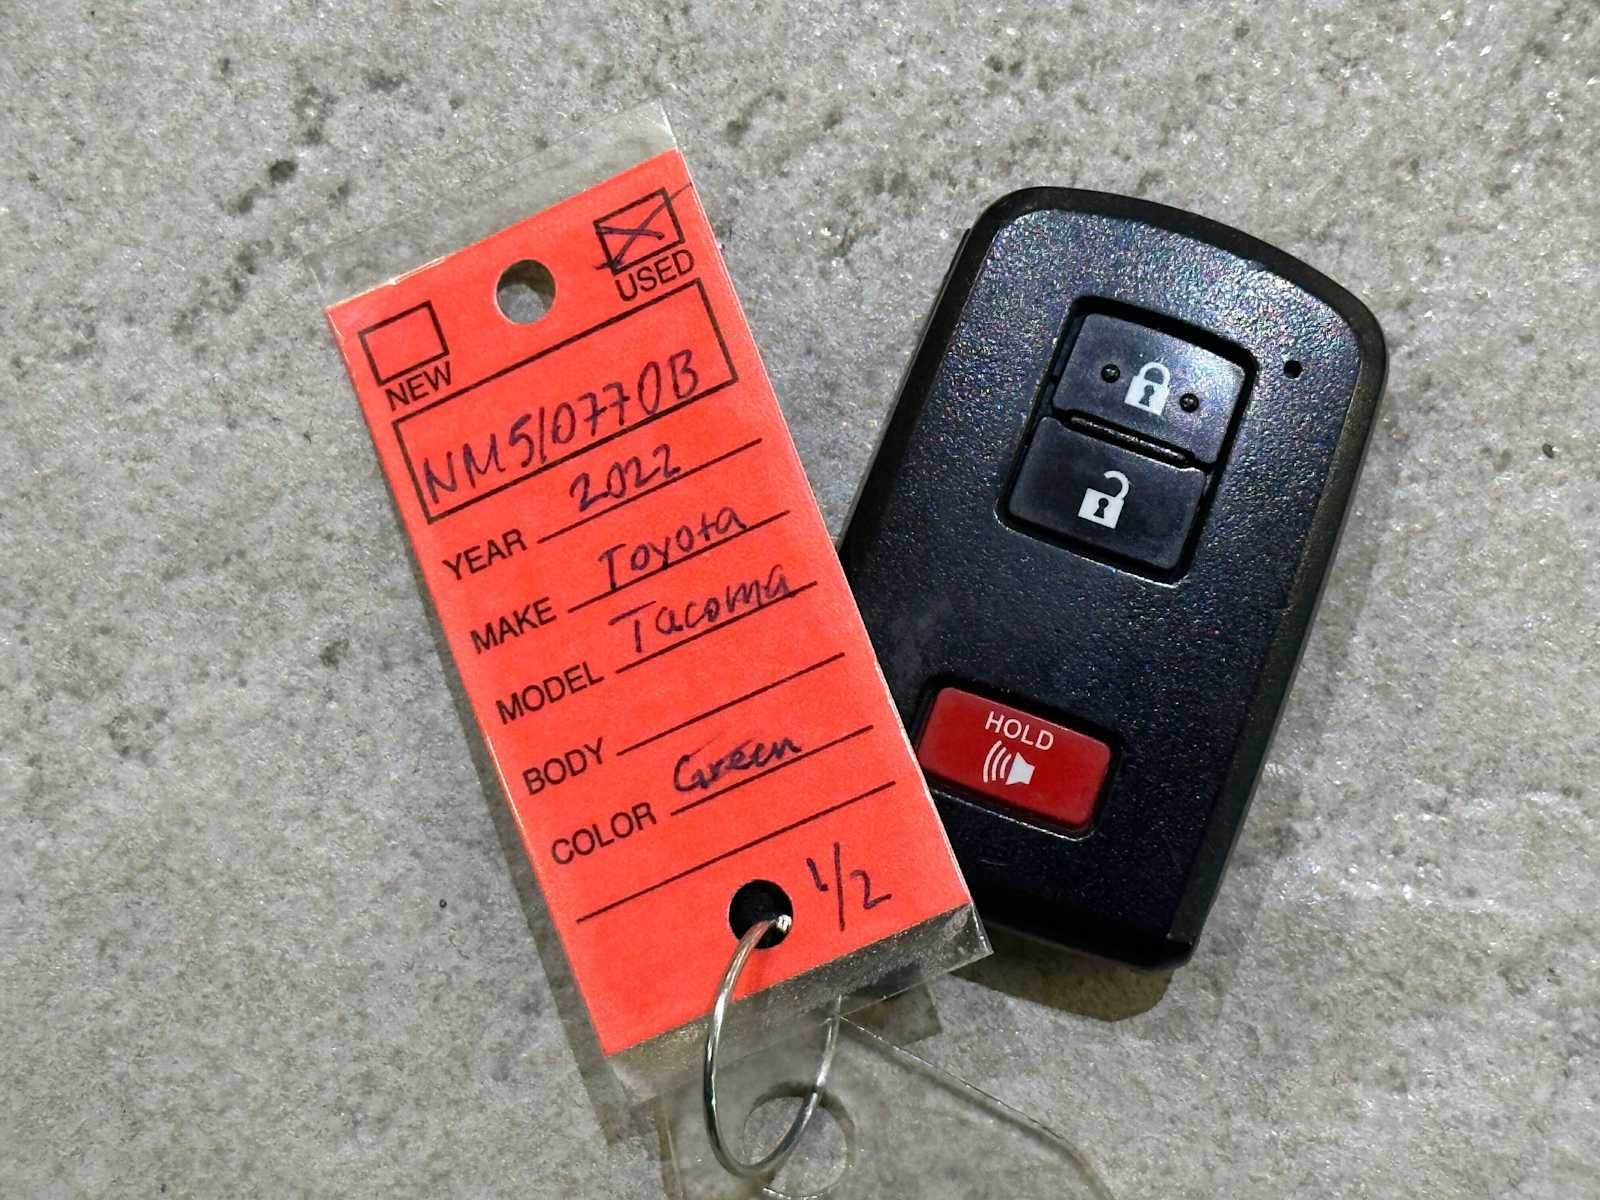 USED
NEW
NM510770B
YEAR 2022
MAKE Toyota
MODEL Tacoma
BODY
COLOR Green
1/2
HOLD